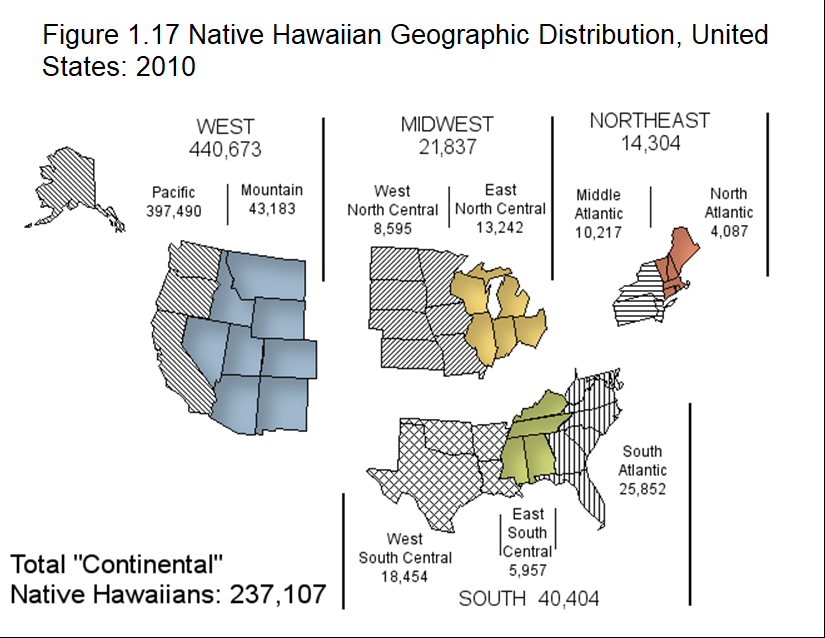 Figure 1.17 Native Hawaiian Geographic Distribution, United
States: 2010
WEST
440,673
Pacific
397,490
Mountain
43,183
MIDWEST
21,837
West
North Central
8,595
East
North Central
13,242
NORTHEAST
14,304
Middle
Atlantic
10,217
North
Atlantic
4,087
South
Atlantic
25,852
West
South Central
18,454
East
South
Central
5,957
SOUTH 40,404
Total "Continental"
Native Hawaiians: 237,107